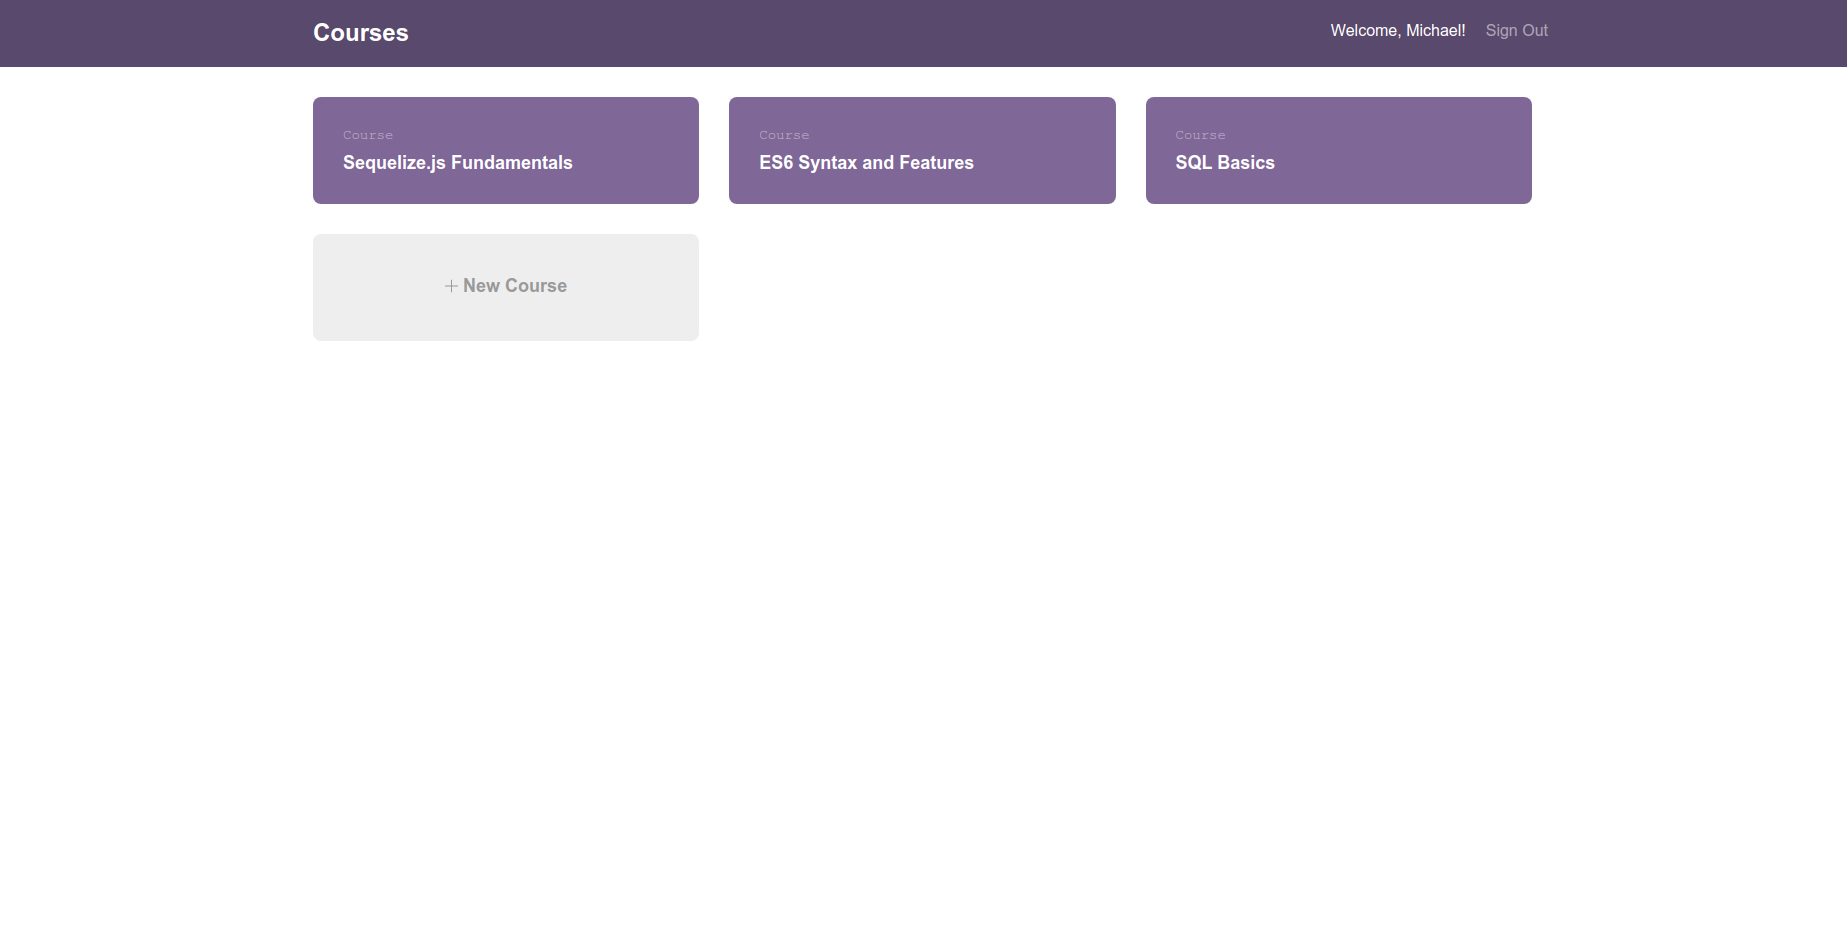 Courses
Welcome, Michael! Sign Out
Course
Sequelize.js Fundamentals
Course
ES6 Syntax and Features
Course
SQL Basics
+ New Course